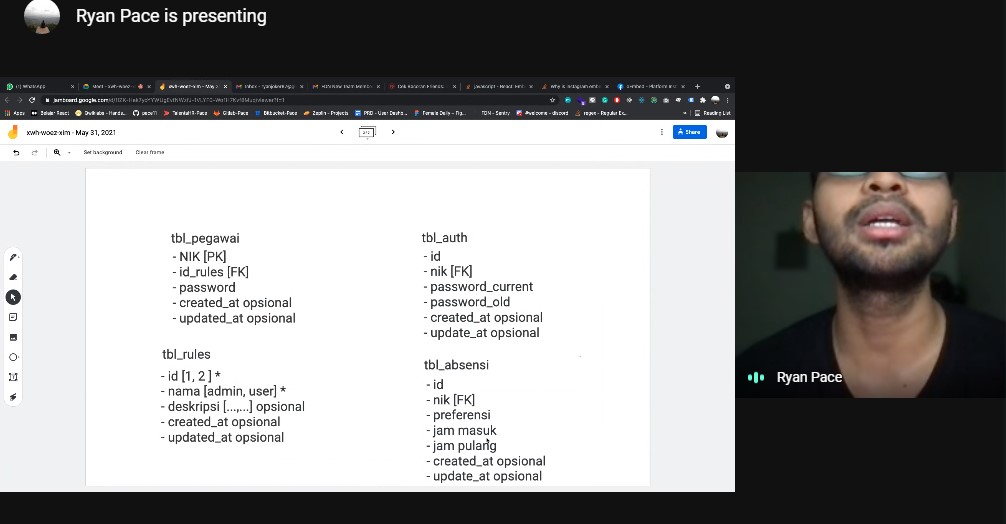 Ryan Pace is presenting
(1) WhatsApp
xwh-woez-xim - May 31, 2021
Share
Set background
Clear frame
tbl_pegawai
- NIK [PK]
- id_rules [FK]
- password
- created_at opsional
- updated_at opsional
tbl_rules
- id [1, 2 ] *
- nama [admin, user] *
- deskripsi [...,...] opsional
- created_at opsional
- updated_at opsional
tbl_auth
- id
- nik [FK]
- password_current
- password_old
- created_at opsional
- update_at opsional
tbl_absensi
- id
- nik [FK]
- preferensi
- jam masuk
- jam pulang
- created_at opsional
- update_at opsional
Ryan Pace